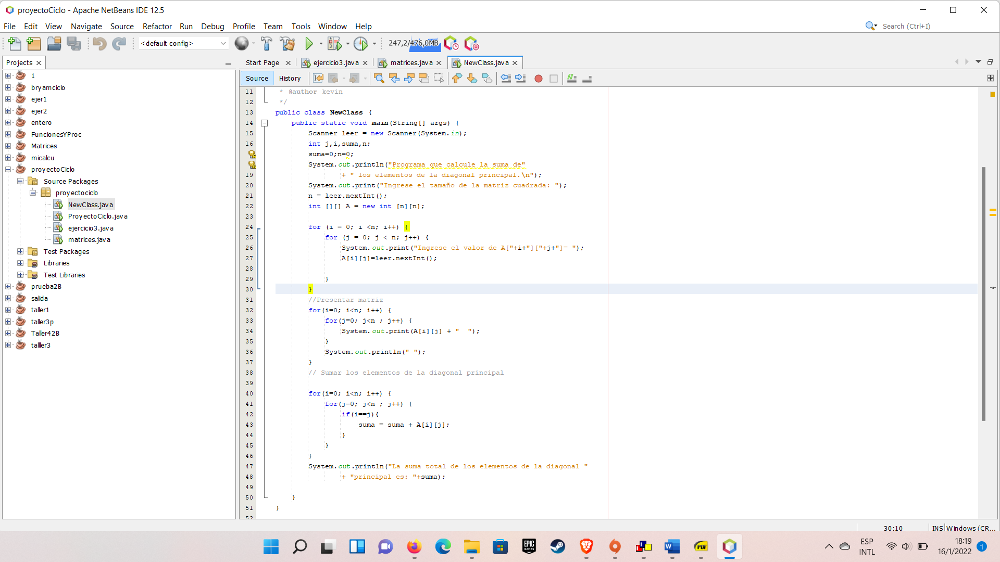 proyectoCiclo - Apache NetBeans IDE 12.5
File Edit View Navigate Source Refactor Run Debug Profile Team Tools Window Help
Search (Ctrl+I)
<default config>
247,2/476,0MB
Projects
Start Page
ejercicio3.java
matrices.java
NewClass.java
Source History
1
bryamciclo
ejer1
ejer2
entero
FuncionesYProc
Matrices
micalcu
proyectoCiclo
Source Packages
proyectociclo
NewClass.java
ProyectoCiclo.java
ejercicio3.java
matrices.java
Test Packages
Libraries
Test Libraries
prueba2B
salida
taller1
taller3p
Taller42B
talller3
11 * @author kevin
12 */
13 public class NewClass {
14 public static void main(String[] args) {
15 Scanner leer = new Scanner(System.in);
16 int j,i,suma,n;
suma=0;n=0;
System.out.println("Programa que calcule la suma de"
19 + " los elementos de la diagonal principal.\n");
20 System.out.print("Ingrese el tamaño de la matriz cuadrada: ");
21 n = leer.nextInt();
22 int [][] A = new int [n][n];
23
24 for (i = 0; i <n; i++) {
25 for (j = 0; j < n; j++) {
26 System.out.print("Ingrese el valor de A["+i+"]["+j+"]= ");
27 A[i][j]=leer.nextInt();
28
29 }
30 }
31 //Presentar matriz
32 for(i=0; i<n; i++) {
33 for(j=0; j<n ; j++) {
34 System.out.print(A[i][j] + "  ");
35 }
36 System.out.println(" ");
37 }
38 // Sumar los elementos de la diagonal principal
39
40 for(i=0; i<n; i++) {
41 for(j=0; j<n ; j++) {
42 if(i==j){
43 suma = suma + A[i][j];
44 }
45 }
46 }
47 System.out.println("La suma total de los elementos de la diagonal "
48 + "principal es: "+suma);
49
50 }
51 }
52
30:10
INS
Windows (CR...
EPIC GAMES
PDF
ESP
INTL
18:19
16/1/2022
1